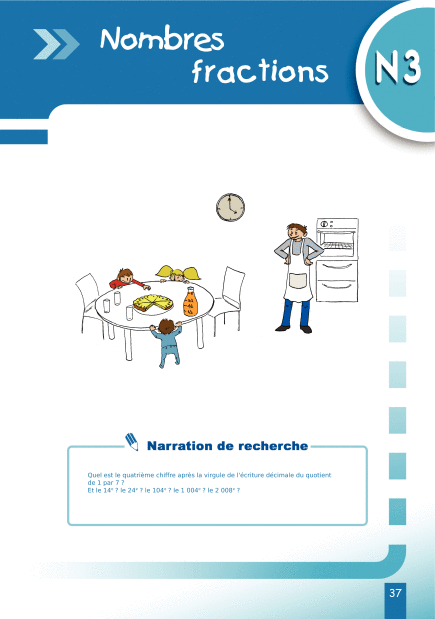 Nombres
fractions
N3
Narration de recherche
Quel est le quatrième chiffre après la virgule de l'écriture décimale du quotient
de 1 par 7 ?
Et le 14ᵉ ? le 24ᵉ ? le 104ᵉ ? le 1 004ᵉ ? le 2 008ᵉ ?
37